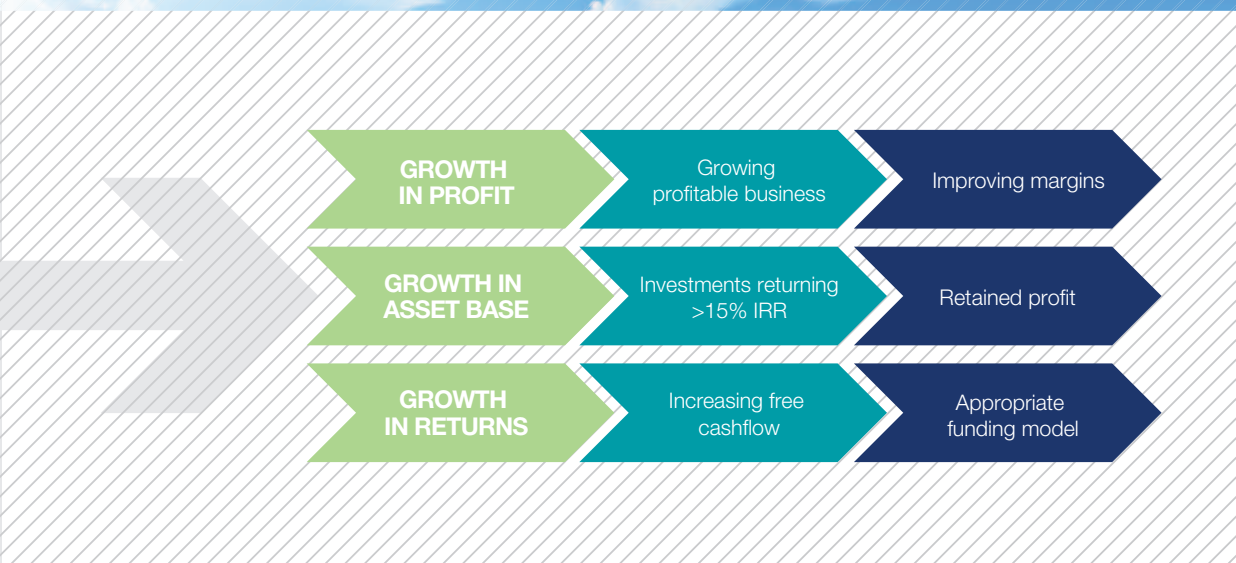 GROWTH
IN PROFIT
Growing
profitable business
Improving margins
GROWTH IN
ASSET BASE
Investments returning
>15% IRR
Retained profit
GROWTH
IN RETURNS
Increasing free
cashflow
Appropriate
funding model